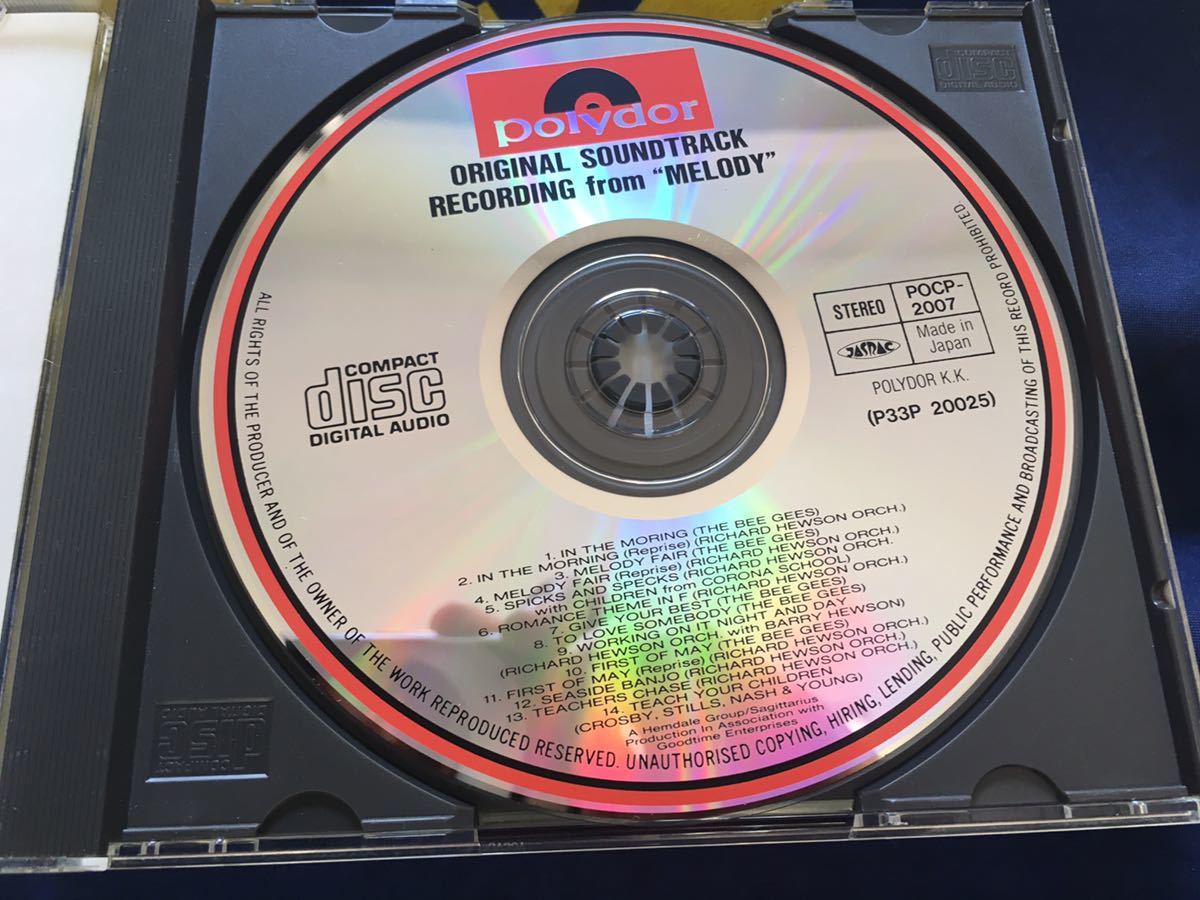 polydor
ORIGINAL SOUNDTRACK
RECORDING from "MELODY"
COMPACT
disc
DIGITAL AUDIO
STEREO
POCP-
2007
JASRAC
Made in
Japan
POLYDOR K.K.
(P33P 20025)
1. IN THE MORING (THE BEE GEES)
2. IN THE MORNING (Reprise) (RICHARD HEWSON ORCH.)
3. MELODY FAIR (THE BEE GEES)
4. MELODY FAIR (Reprise) (RICHARD HEWSON ORCH.)
5. SPICKS AND SPECKS (RICHARD HEWSON ORCH.
with CHILDREN from CORONA SCHOOL)
6. ROMANCE THEME IN F (RICHARD HEWSON ORCH.)
7. GIVE YOUR BEST (THE BEE GEES)
8. TO LOVE SOMEBODY (THE BEE GEES)
9. WORKING ON IT NIGHT AND DAY
(RICHARD HEWSON ORCH. with BARRY HEWSON)
10. FIRST OF MAY (THE BEE GEES)
11. FIRST OF MAY (Reprise) (RICHARD HEWSON ORCH.)
12. SEASIDE BANJO (RICHARD HEWSON ORCH.)
13. TEACHERS CHASE (RICHARD HEWSON ORCH.)
14. TEACH YOUR CHILDREN
(CROSBY, STILLS, NASH & YOUNG)
A Hemdale Group/Sagittarius
Production In Association with
Goodtime Enterprises
ALL RIGHTS OF THE PRODUCER AND OF THE OWNER OF THE WORK REPRODUCED RESERVED. UNAUTHORISED COPYING, HIRING, LENDING, PUBLIC PERFORMANCE AND BROADCASTING OF THIS RECORD PROHIBITED
COMPACT
disc
DIGITAL AUDIO
COMPACT
disc
DIGITAL AUDIO